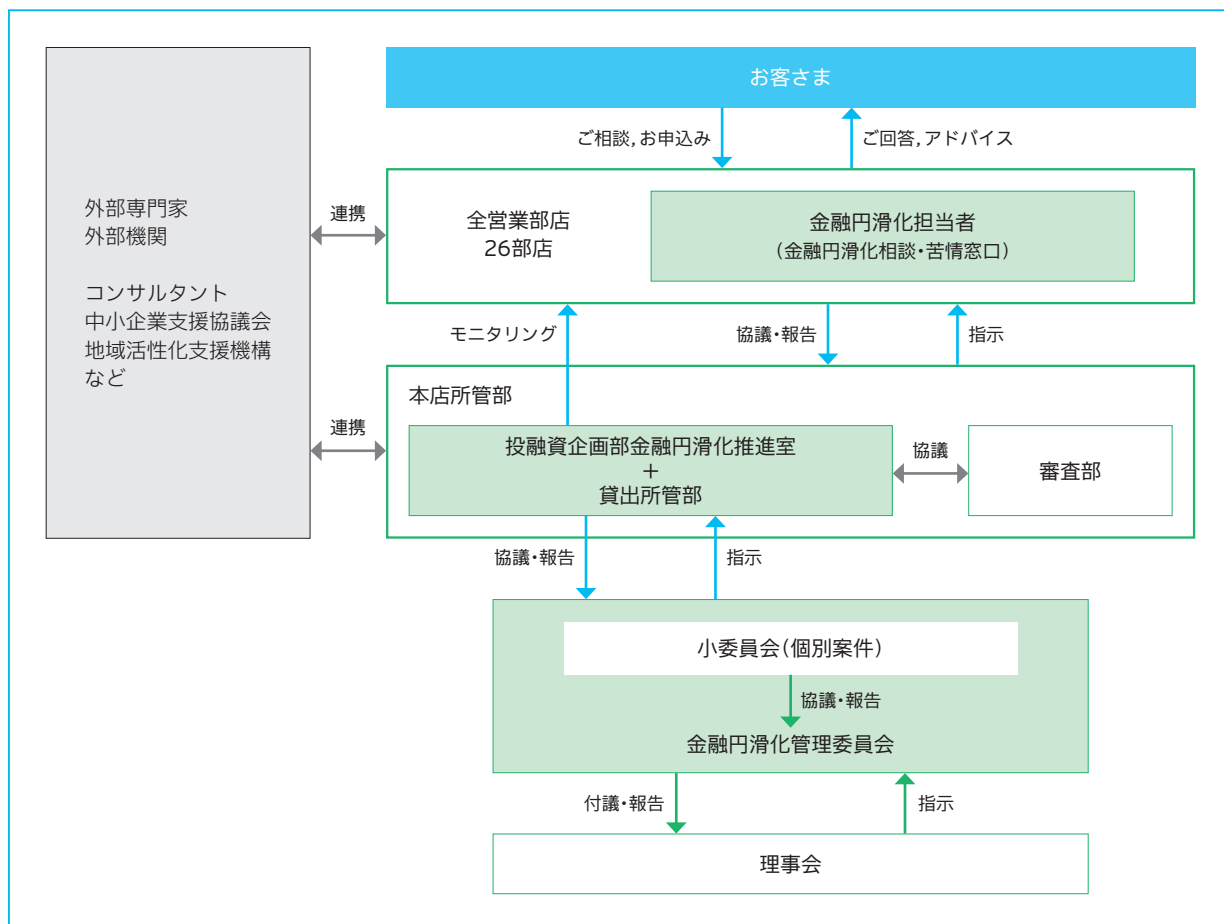 お客さま
ご相談,お申込み
ご回答,アドバイス
外部専門家
外部機関
コンサルタント
中小企業支援協議会
地域活性化支援機構
など
連携
全営業部店
26部店
金融円滑化担当者
(金融円滑化相談・苦情窓口)
モニタリング
協議・報告
指示
連携
本店所管部
投融資企画部金融円滑化推進室
+
貸出所管部
協議
審査部
協議・報告
指示
小委員会(個別案件)
協議・報告
金融円滑化管理委員会
付議・報告
指示
理事会